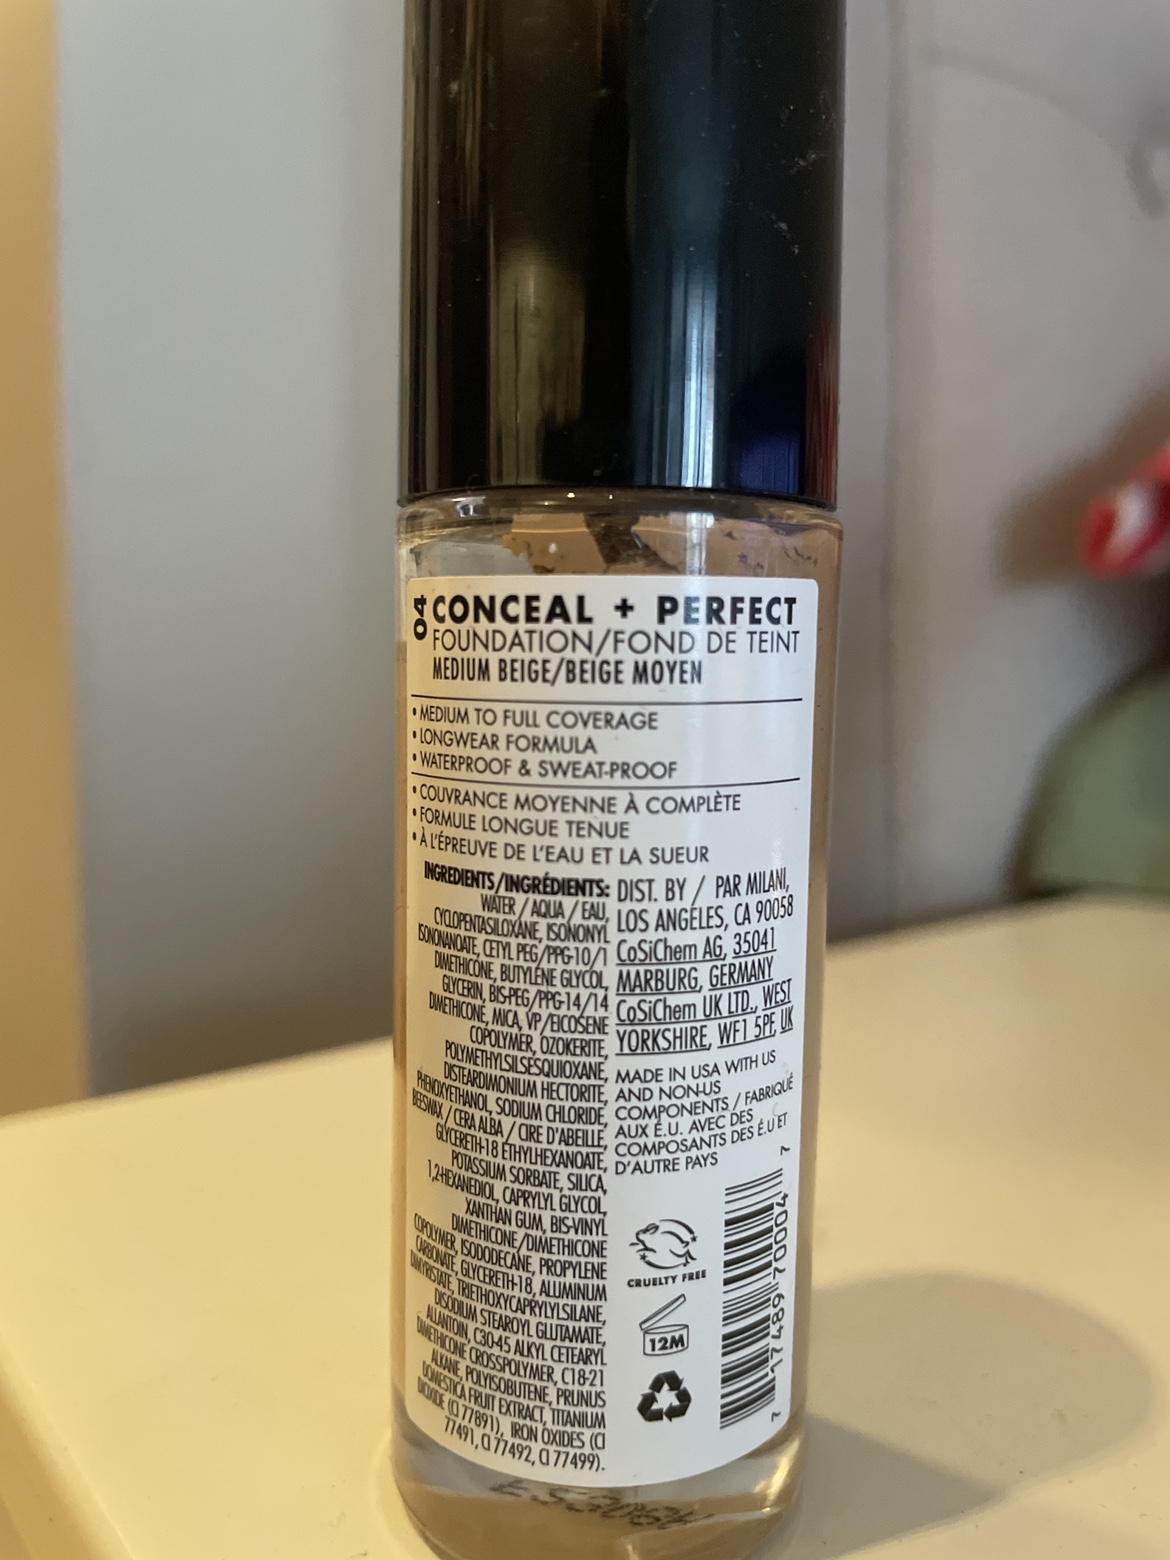 04
CONCEAL + PERFECT
FOUNDATION/FOND DE TEINT
MEDIUM BEIGE/BEIGE MOYEN
• MEDIUM TO FULL COVERAGE
• LONGWEAR FORMULA
• WATERPROOF & SWEAT-PROOF
• COUVRANCE MOYENNE À COMPLÈTE
• FORMULE LONGUE TENUE
• À L'ÉPREUVE DE L'EAU ET LA SUEUR
INGREDIENTS/INGRÉDIENTS:
WATER / AQUA / EAU,
CYCLOPENTASILOXANE, ISONONYL
ISONONANOATE, CETYL PEG/PPG-10/1
DIMETHICONE, BUTYLENE GLYCOL,
GLYCERIN, BIS-PEG/PPG-14/14
DIMETHICONE, MICA, VP/EICOSENE
COPOLYMER, OZOKERITE,
POLYMETHYLSILSESQUIOXANE,
DISTEARDIMONIUM HECTORITE,
PHENOXYETHANOL, SODIUM CHLORIDE,
BEESWAX / CERA ALBA / CIRE D'ABEILLE,
GLYCERETH-18 ETHYLHEXANOATE,
POTASSIUM SORBATE, SILICA,
1,2-HEXANEDIOL, CAPRYLYL GLYCOL,
XANTHAN GUM, BIS-VINYL
DIMETHICONE/DIMETHICONE
COPOLYMER, ISODODECANE, PROPYLENE
CARBONATE, GLYCERETH-18, ALUMINUM
DIMYRISTATE, TRIETHOXYCAPRYLYLSILANE,
DISODIUM STEAROYL GLUTAMATE,
ALLANTOIN, C30-45 ALKYL CETEARYL
DIMETHICONE CROSSPOLYMER, C18-21
ALKANE, POLYISOBUTENE, PRUNUS
DOMESTICA FRUIT EXTRACT, TITANIUM
DIOXIDE (CI 77891), IRON OXIDES (CI
77491, CI 77492, CI 77499).
DIST. BY / PAR MILANI,
LOS ANGELES, CA 90058
CoSiChem AG, 35041
MARBURG, GERMANY
CoSiChem UK LTD., WEST
YORKSHIRE, WF1 5PF, UK
MADE IN USA WITH US
AND NON-US
COMPONENTS / FABRIQUÉ
AUX É.U. AVEC DES
COMPOSANTS DES É.U ET
D'AUTRE PAYS
CRUELTY FREE
12M
7 17489 70004 7